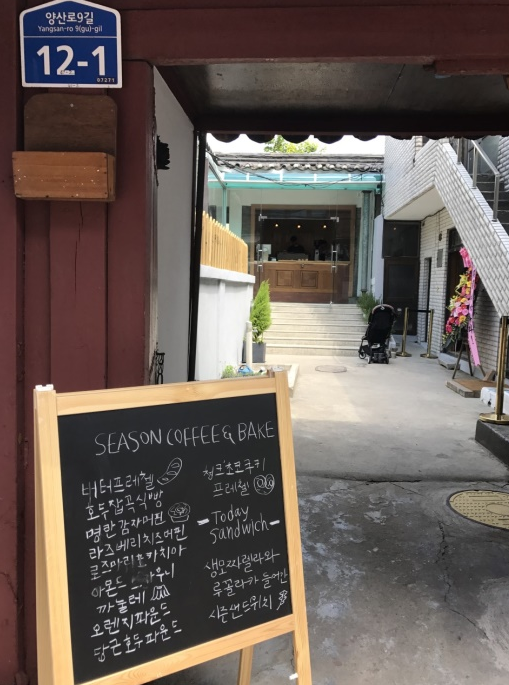 양산로9길
Yangsan-ro 9(gu)-gil
12-1
07271
SEASON COFFEE & BAKE
버터프레첼
호두잡곡식빵
명란감자머핀
라즈베리치즈머핀
로즈마리포카치아
아몬드
까눌레
오렌지파운드
당근호두파운드
청크초코쿠키
프레첼
Today
Sandwich
생모짜렐라와
루꼴라가 들어간
시즌샌드위치